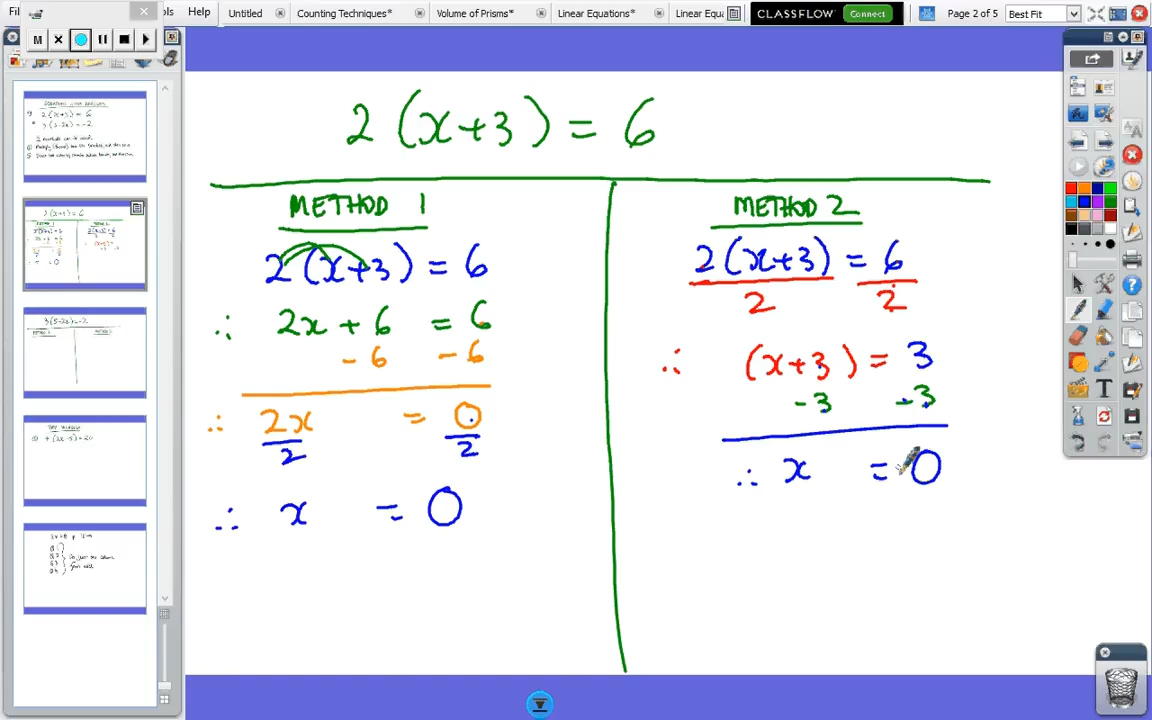 Help
Untitled
Counting Techniques*
Volume of Prisms*
Linear Equations*
Linear Equ
CLASSFLOW
Connect
Page 2 of 5
Best Fit
2(x+3) = 6
METHOD 1
2(x+3) = 6
∴ 2x + 6 = 6
-6 -6
∴ 2x = 0
2 2
∴ x = 0
METHOD 2
2(x+3) = 6
2 2
∴ (x+3) = 3
-3 -3
∴ x = 0